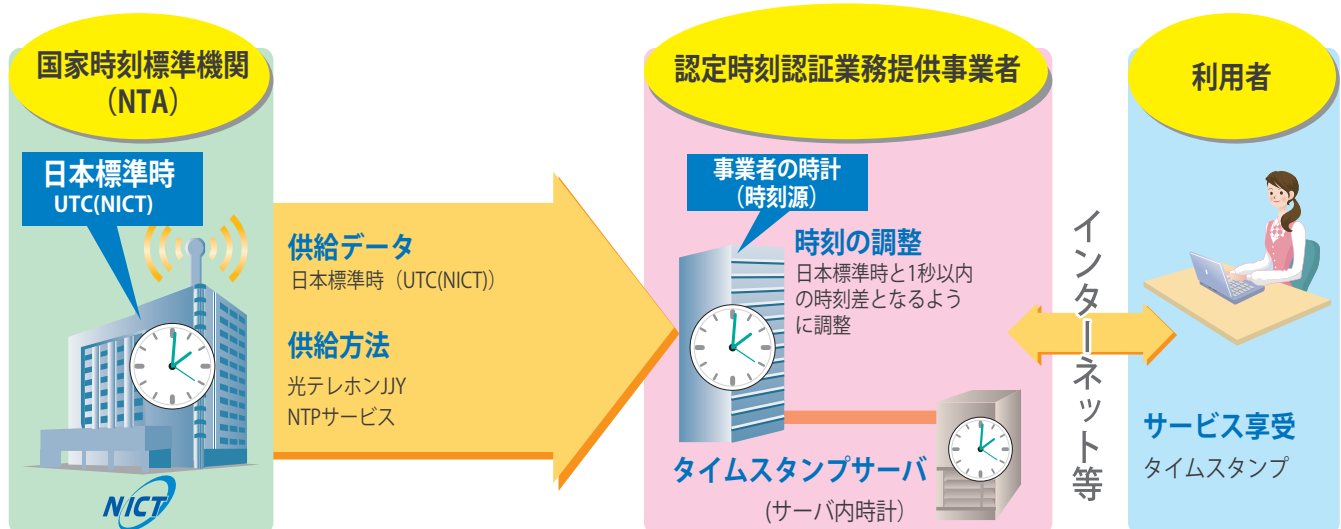 国家時刻標準機関
（NTA）
日本標準時
UTC(NICT)
NICT
供給データ
日本標準時（UTC(NICT)）
供給方法
光テレホンJJY
NTPサービス
認定時刻認証業務提供事業者
事業者の時計
（時刻源）
時刻の調整
日本標準時と1秒以内
の時刻差となるよう
に調整
タイムスタンプサーバ
(サーバ内時計）
インターネット等
利用者
サービス享受
タイムスタンプ